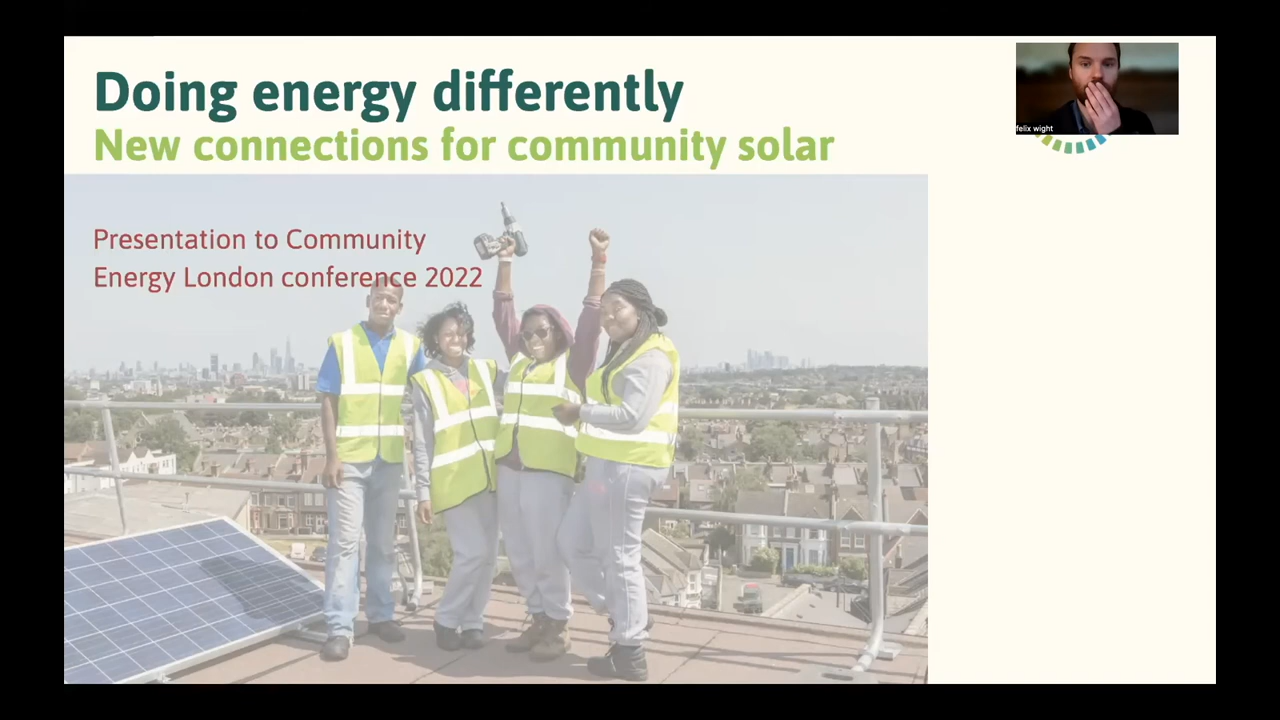 Doing energy differently
New connections for community solar
Presentation to Community
Energy London conference 2022
felix wight